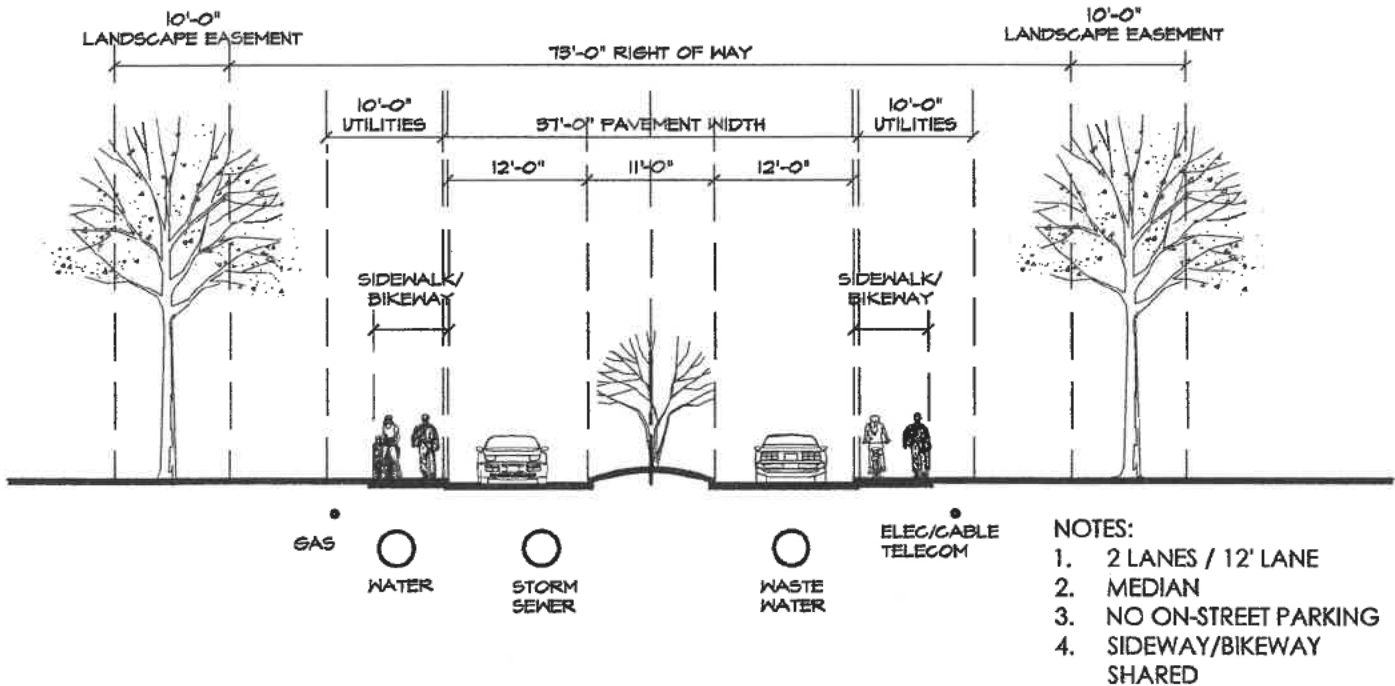 10'-0"
LANDSCAPE EASEMENT
10'-0"
LANDSCAPE EASEMENT
73'-0" RIGHT OF WAY
10'-0"
UTILITIES
37'-0" PAVEMENT WIDTH
10'-0"
UTILITIES
12'-0"
11'-0"
12'-0"
SIDEWALK/
BIKEWAY
SIDEWALK/
BIKEWAY
GAS
WATER
STORM
SEWER
WASTE
WATER
ELEC/CABLE
TELECOM
NOTES:
1. 2 LANES / 12' LANE
2. MEDIAN
3. NO ON-STREET PARKING
4. SIDEWAY/BIKEWAY
SHARED